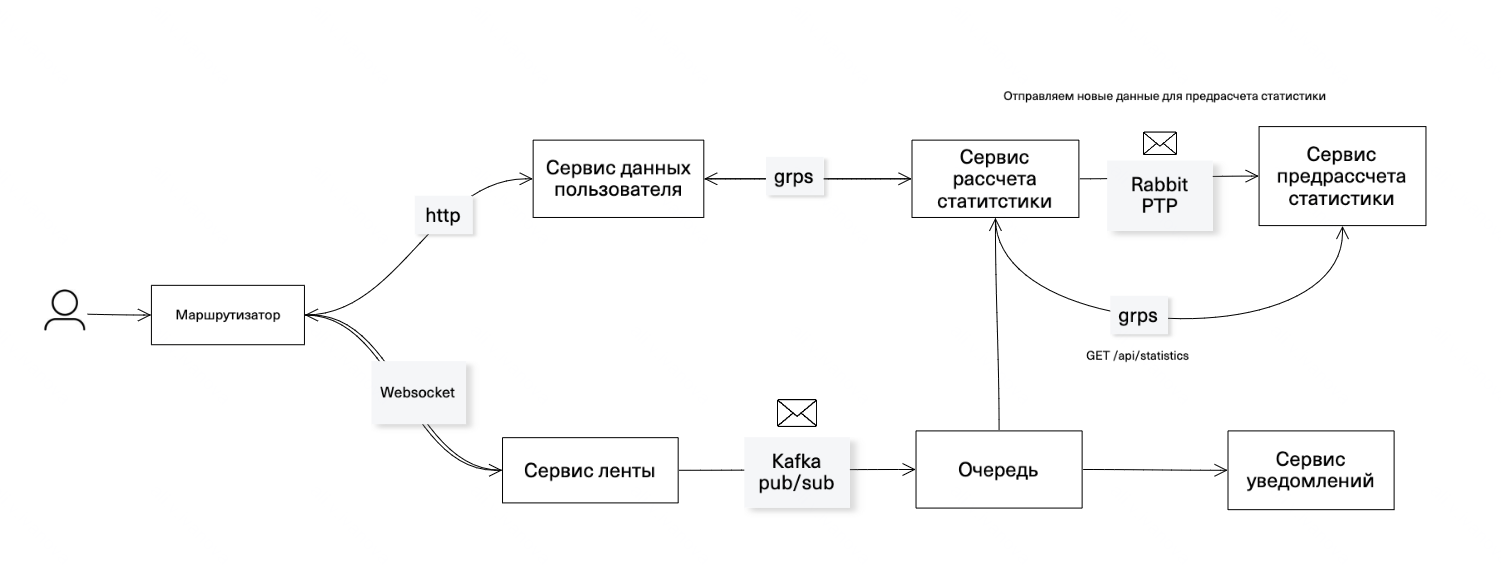 Отправляем новые данные для предрасчета статистики
Сервис данных
пользователя
grps
Сервис
рассчета
статитстики
Rabbit
PTP
Сервис
предрассчета
статистики
http
Маршрутизатор
grps
GET /api/statistics
Websocket
Сервис ленты
Kafka
pub/sub
Очередь
Сервис
уведомлений